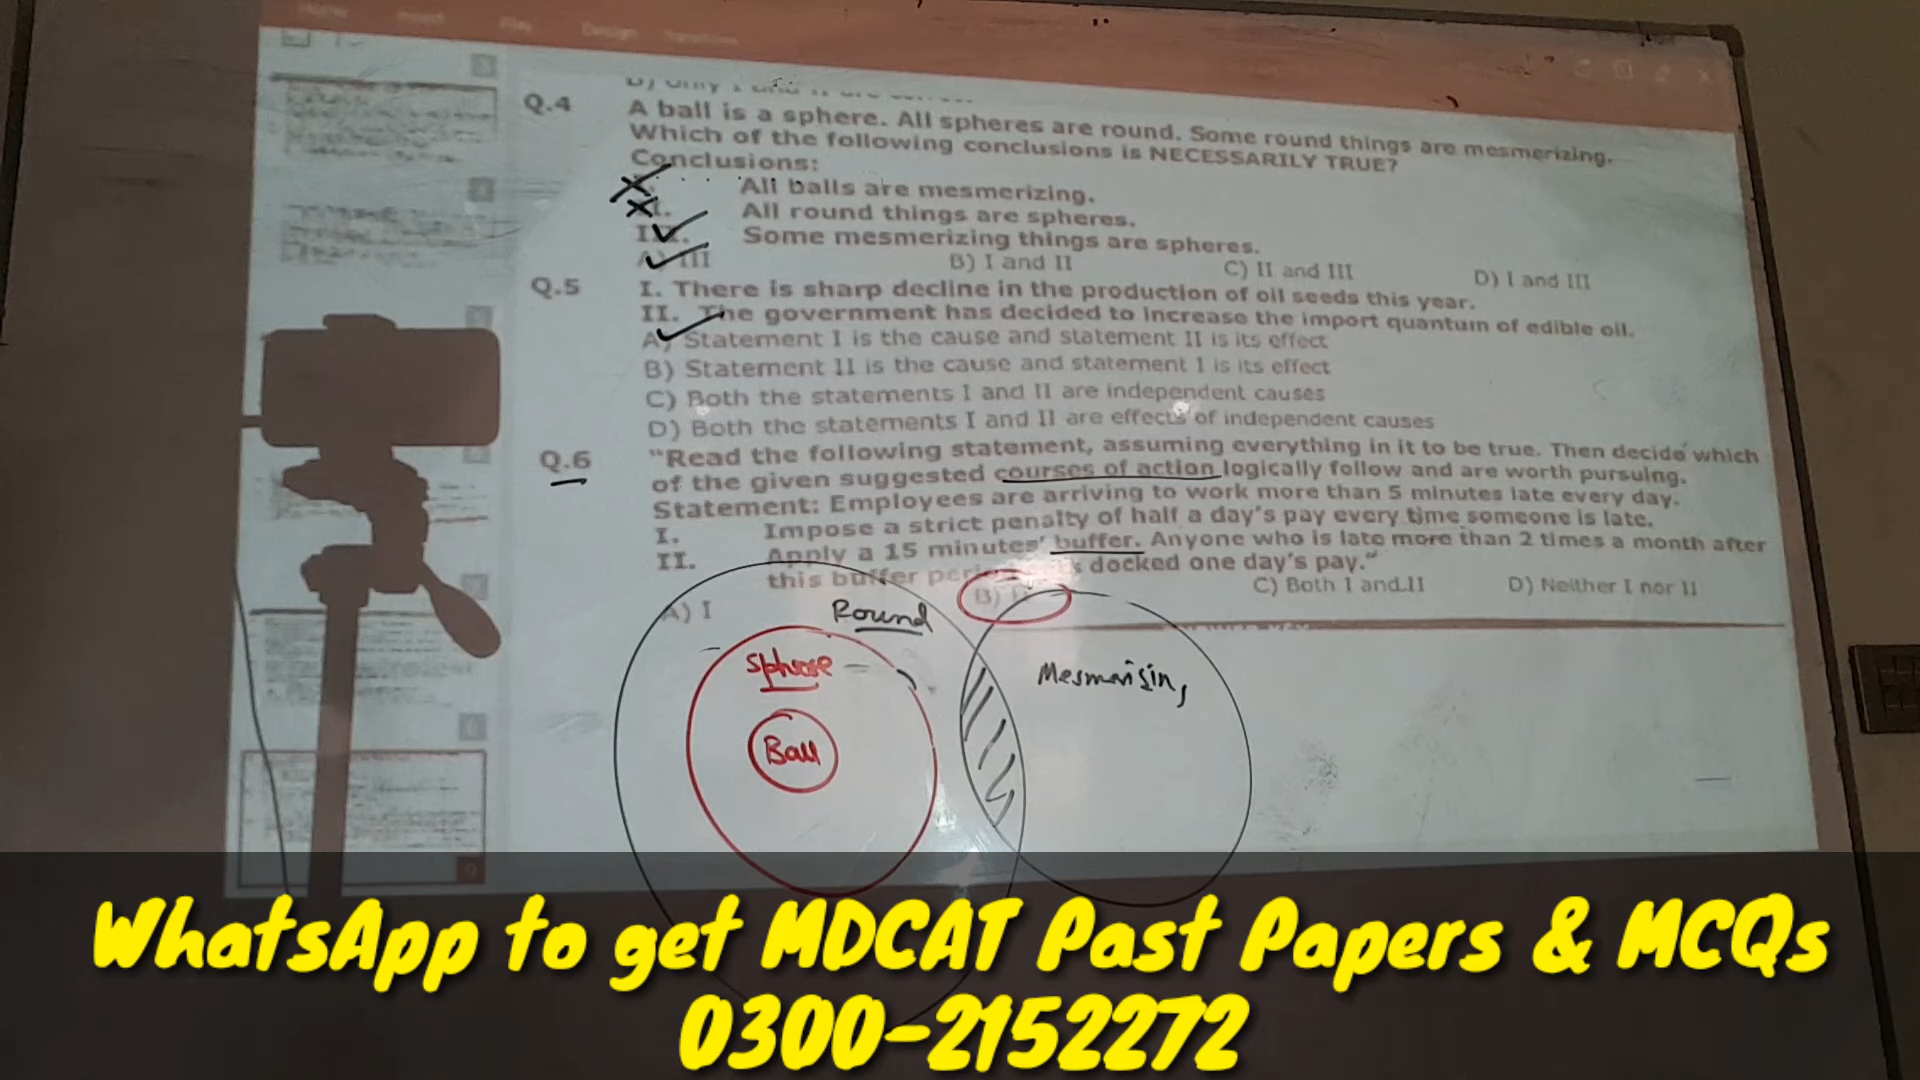 Home Insert Play Design
Q.4 A ball is a sphere. All spheres are round. Some round things are mesmerizing.
Which of the following conclusions is NECESSARILY TRUE?
Conclusions:
All balls are mesmerizing.
II. All round things are spheres.
III. Some mesmerizing things are spheres.
A) III B) I and II C) II and III D) I and III
Q.5 I. There is sharp decline in the production of oil seeds this year.
II. The government has decided to increase the import quantum of edible oil.
A) Statement I is the cause and statement II is its effect
B) Statement II is the cause and statement I is its effect
C) Both the statements I and II are independent causes
D) Both the statements I and II are effects of independent causes
Q.6 "Read the following statement, assuming everything in it to be true. Then decide which
of the given suggested courses of action logically follow and are worth pursuing.
Statement: Employees are arriving to work more than 5 minutes late every day.
I. Impose a strict penalty of half a day's pay every time someone is late.
II. Apply a 15 minutes' buffer. Anyone who is late more than 2 times a month after
this buffer docked one day's pay."
A) I B) II C) Both I and II D) Neither I nor II
Round
Sphere
Ball
Mesmerising
WhatsApp to get MDCAT Past Papers & MCQs
0300-2152272